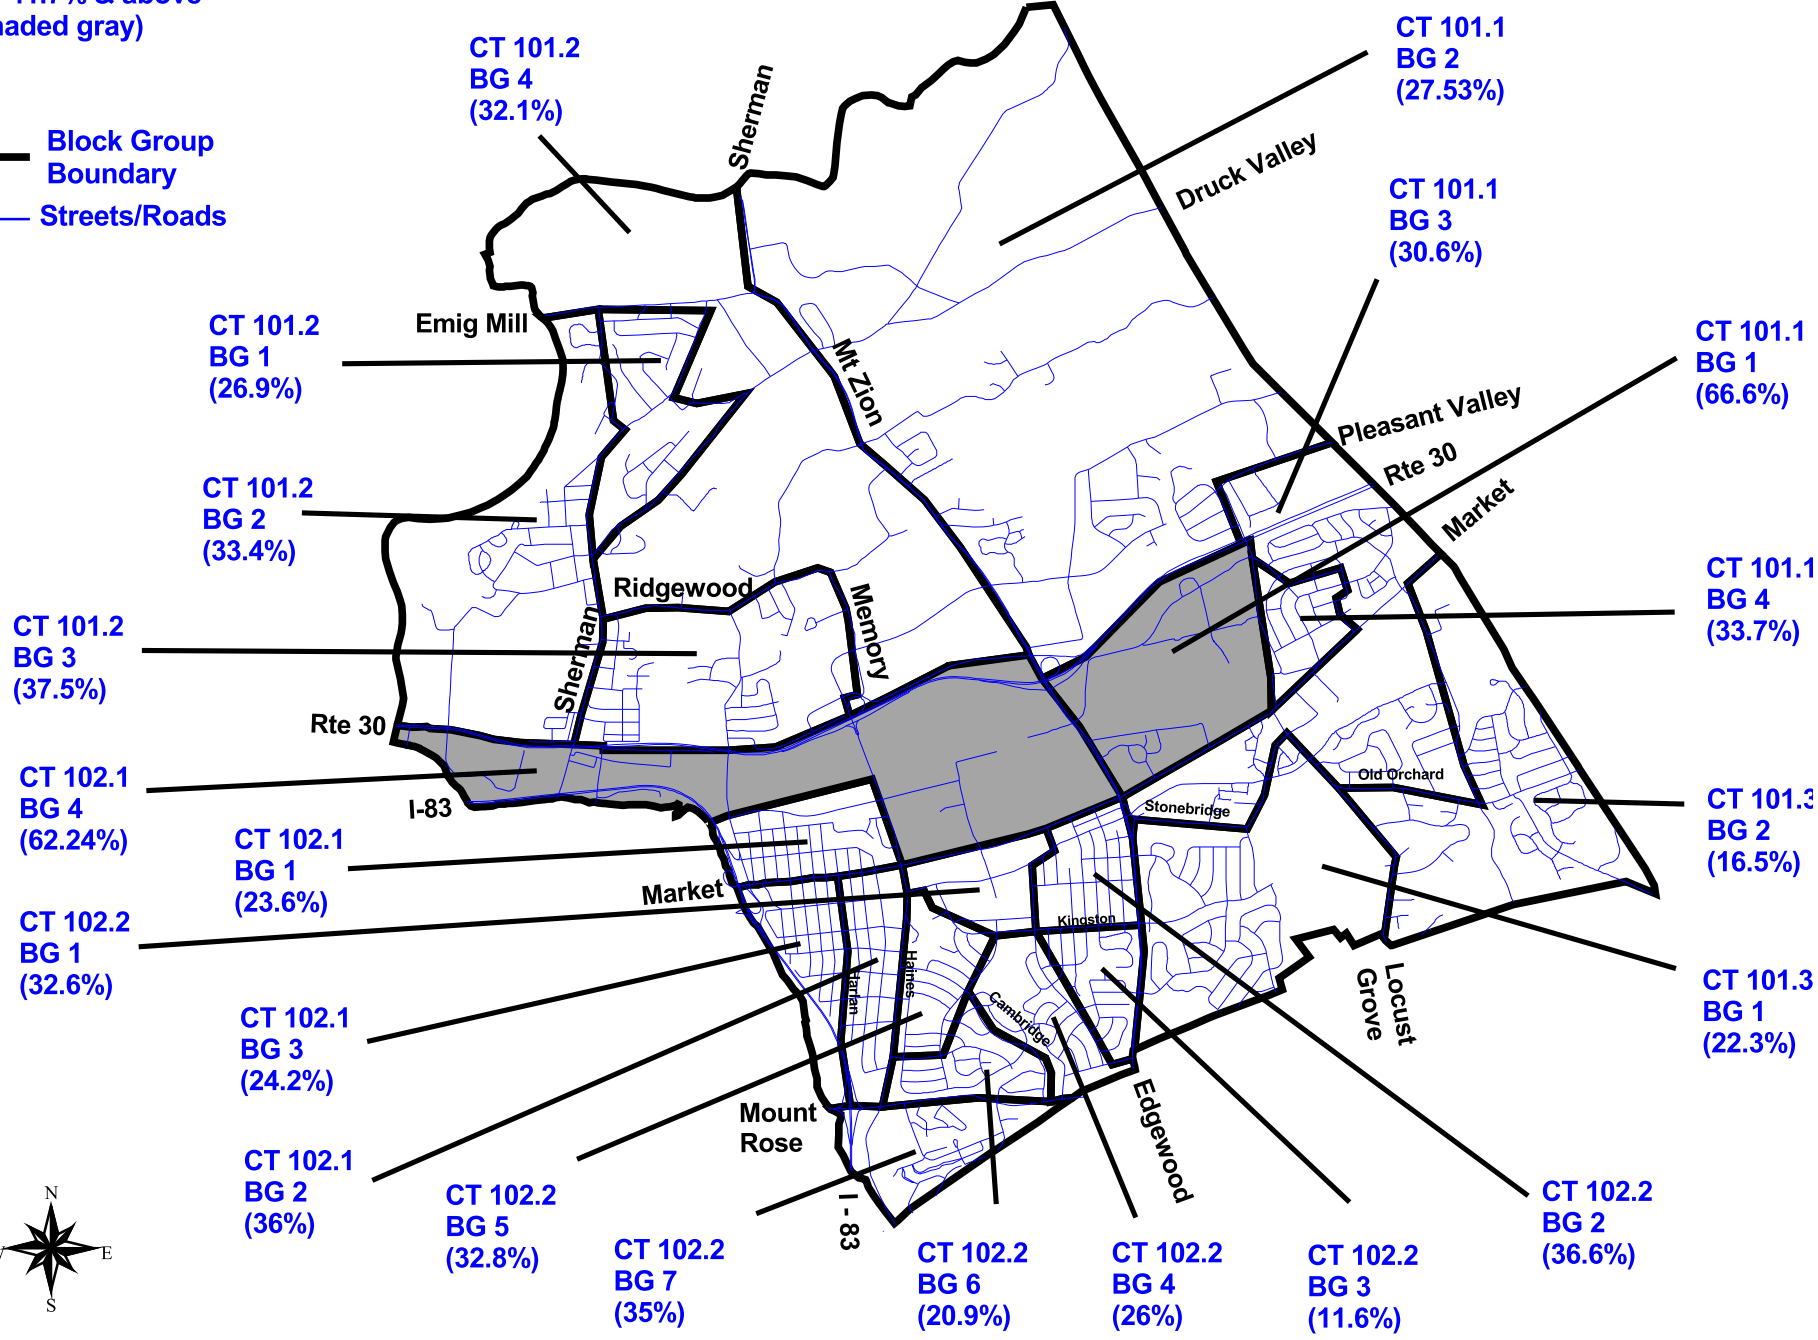 % & above
haded gray)
Block Group
Boundary
Streets/Roads
CT 101.2
BG 4
(32.1%)
Sherman
CT 101.1
BG 2
(27.53%)
Druck Valley
CT 101.1
BG 3
(30.6%)
CT 101.2
BG 1
(26.9%)
Emig Mill
Mt Zion
CT 101.1
BG 1
(66.6%)
Pleasant Valley
Rte 30
Market
CT 101.2
BG 2
(33.4%)
Ridgewood
Memory
CT 101.1
BG 4
(33.7%)
CT 101.2
BG 3
(37.5%)
Sherman
Rte 30
CT 102.1
BG 4
(62.24%)
I-83
Old Orchard
Stonebridge
CT 101.3
BG 2
(16.5%)
CT 102.1
BG 1
(23.6%)
Market
CT 102.2
BG 1
(32.6%)
Kingston
Harlan
Haines
Cambridge
Locust
Grove
CT 101.3
BG 1
(22.3%)
CT 102.1
BG 3
(24.2%)
Mount
Rose
Edgewood
CT 102.1
BG 2
(36%)
CT 102.2
BG 5
(32.8%)
I - 83
CT 102.2
BG 7
(35%)
CT 102.2
BG 6
(20.9%)
CT 102.2
BG 4
(26%)
CT 102.2
BG 3
(11.6%)
CT 102.2
BG 2
(36.6%)
N
E
S